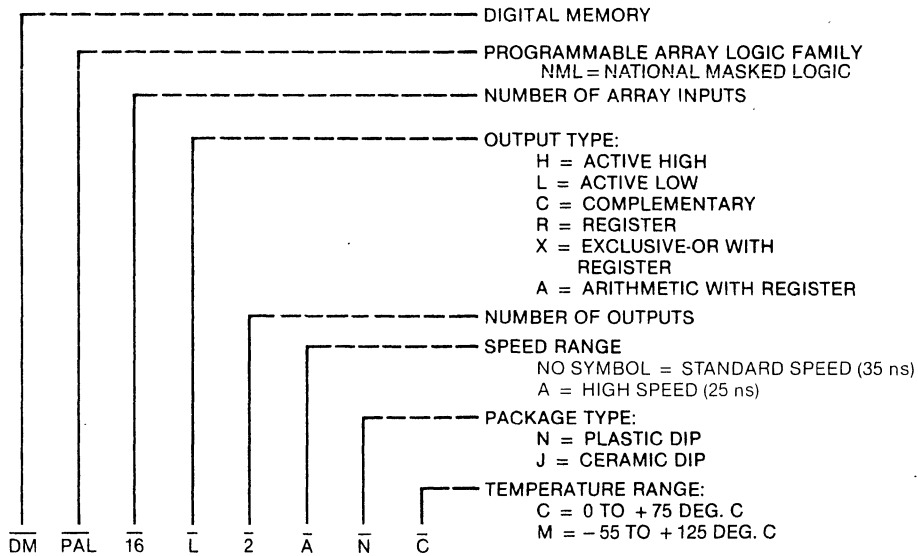 DIGITAL MEMORY
PROGRAMMABLE ARRAY LOGIC FAMILY
NML = NATIONAL MASKED LOGIC
NUMBER OF ARRAY INPUTS
OUTPUT TYPE:
H = ACTIVE HIGH
L = ACTIVE LOW
C = COMPLEMENTARY
R = REGISTER
X = EXCLUSIVE-OR WITH
REGISTER
A = ARITHMETIC WITH REGISTER
NUMBER OF OUTPUTS
SPEED RANGE
NO SYMBOL = STANDARD SPEED (35 ns)
A = HIGH SPEED (25 ns)
PACKAGE TYPE:
N = PLASTIC DIP
J = CERAMIC DIP
TEMPERATURE RANGE:
C = 0 TO +75 DEG. C
M = -55 TO +125 DEG. C
DM PAL 16 L 2 A N C